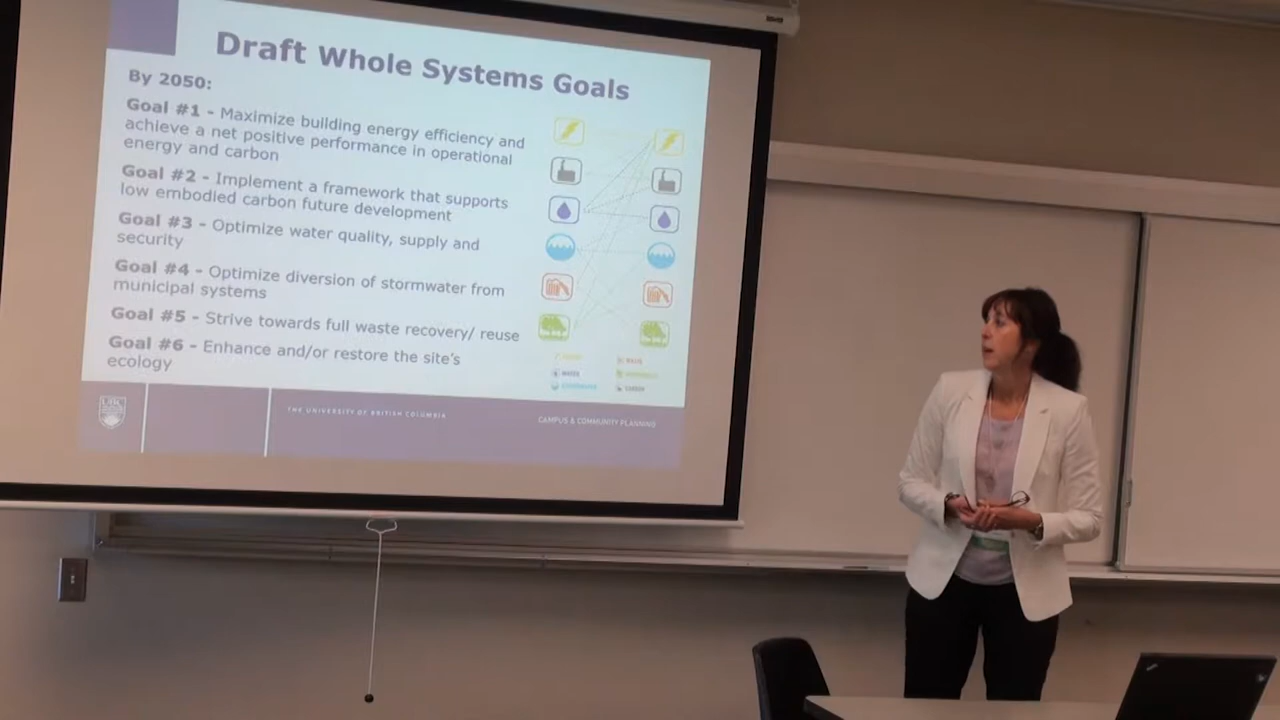 Draft Whole Systems Goals
By 2050:
Goal #1 - Maximize building energy efficiency and
achieve a net positive performance in operational
energy and carbon
Goal #2 - Implement a framework that supports
low embodied carbon future development
Goal #3 - Optimize water quality, supply and
security
Goal #4 - Optimize diversion of stormwater from
municipal systems
Goal #5 - Strive towards full waste recovery/ reuse
Goal #6 - Enhance and/or restore the site's
ecology
WATER
CARBON
UBC
THE UNIVERSITY OF BRITISH COLUMBIA
CAMPUS & COMMUNITY PLANNING